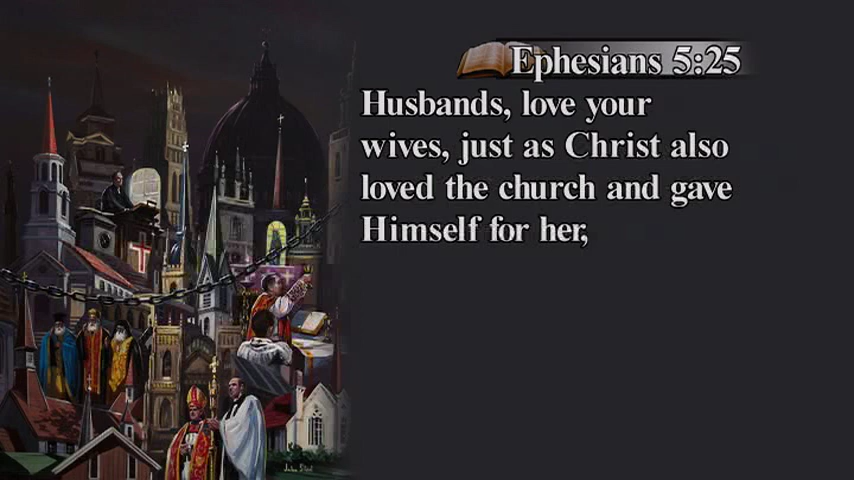 Ephesians 5:25
Husbands, love your
wives, just as Christ also
loved the church and gave
Himself for her,